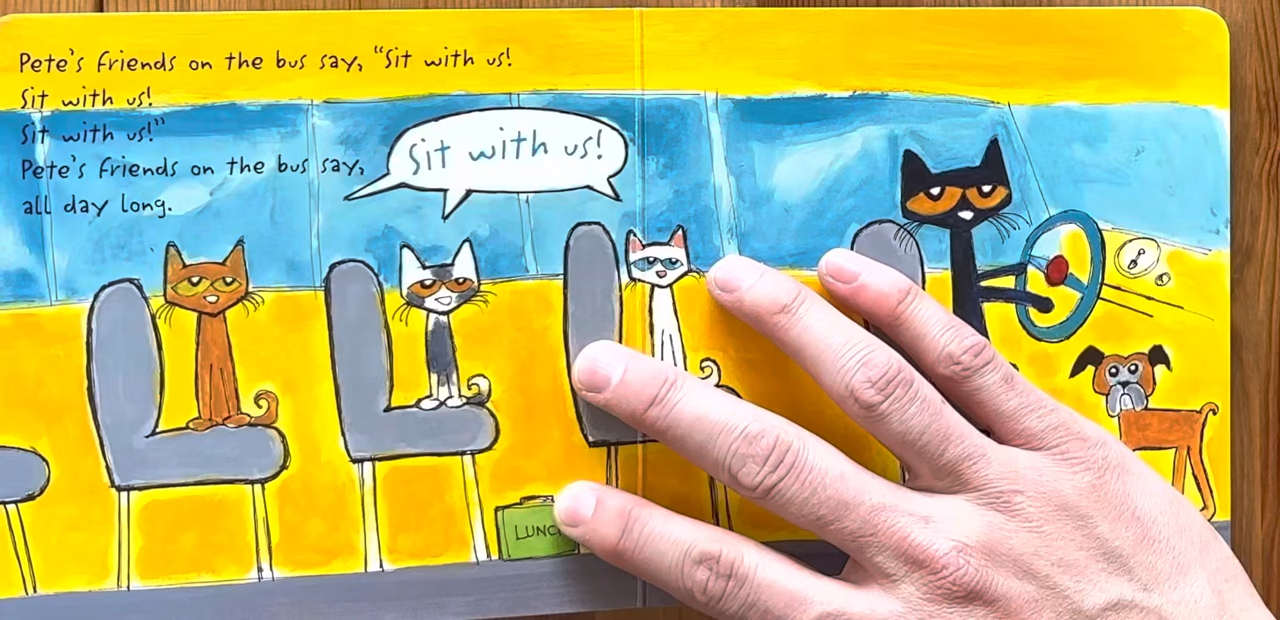 Pete's friends on the bus say, "Sit with us!
Sit with us!
Sit with us!"
Pete's friends on the bus say,
all day long.
Sit with us!